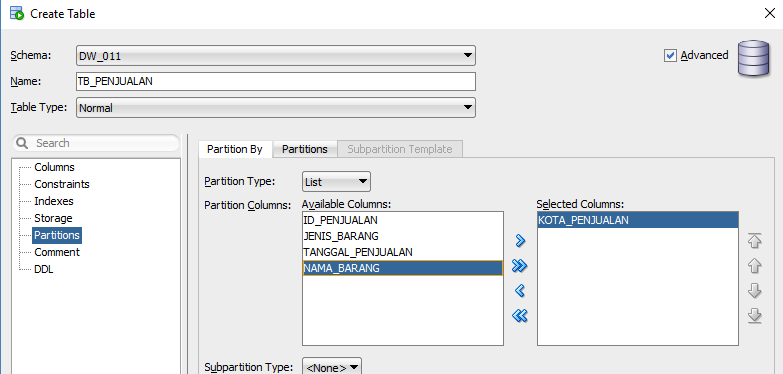 Create Table
Schema: DW_011 Advanced
Name: TB_PENJUALAN
Table Type: Normal
Search
Columns
Constraints
Indexes
Storage
Partitions
Comment
DDL
Partition By Partitions Subpartition Template
Partition Type: List
Partition Columns: Available Columns: Selected Columns:
ID_PENJUALAN KOTA_PENJUALAN
JENIS_BARANG
TANGGAL_PENJUALAN
NAMA_BARANG
Subpartition Type: <None>